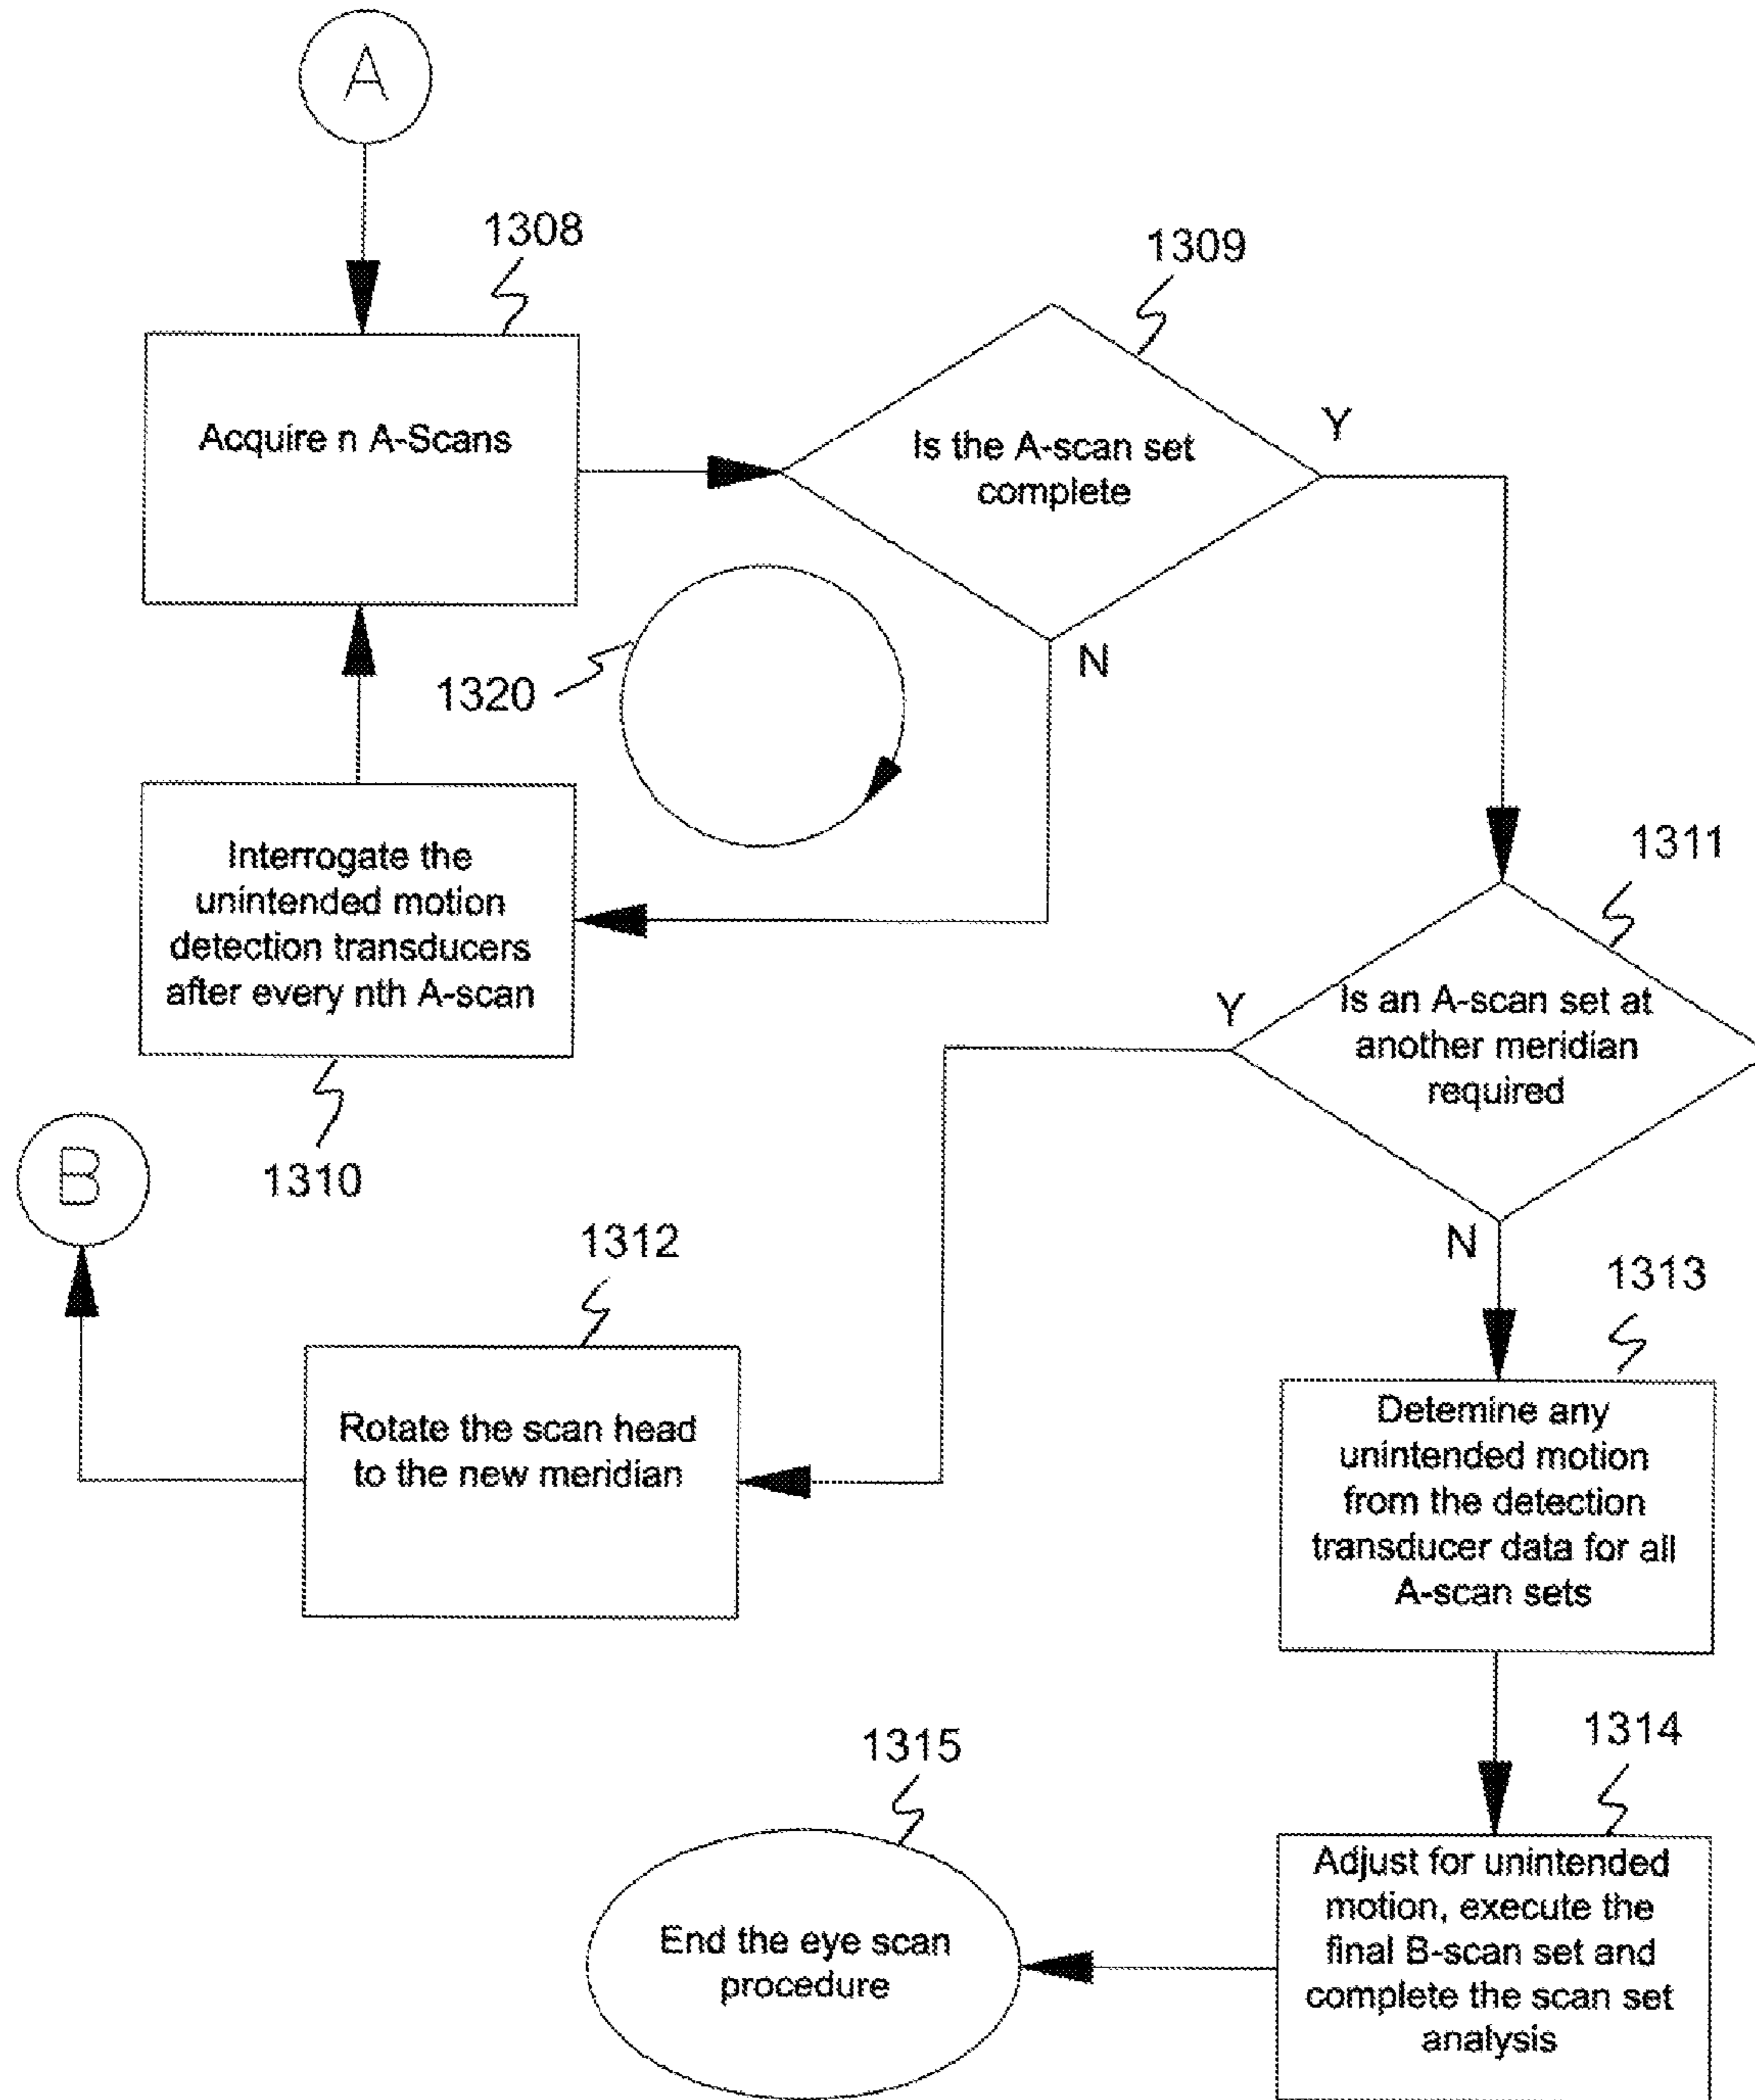 A
1308
Acquire n A-Scans
1309
Is the A-scan set
complete
Y
N
1320
Interrogate the
unintended motion
detection transducers
after every nth A-scan
1310
1311
Is an A-scan set at
another meridian
required
Y
N
B
1312
Rotate the scan head
to the new meridian
1313
Detemine any
unintended motion
from the detection
transducer data for all
A-scan sets
1314
Adjust for unintended
motion, execute the
final B-scan set and
complete the scan set
analysis
1315
End the eye scan
procedure